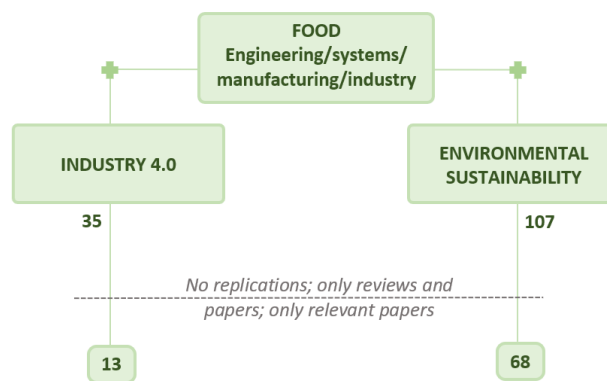 FOOD
Engineering/systems/
manufacturing/industry
INDUSTRY 4.0
ENVIRONMENTAL
SUSTAINABILITY
35
107
No replications; only reviews and
papers; only relevant papers
13
68